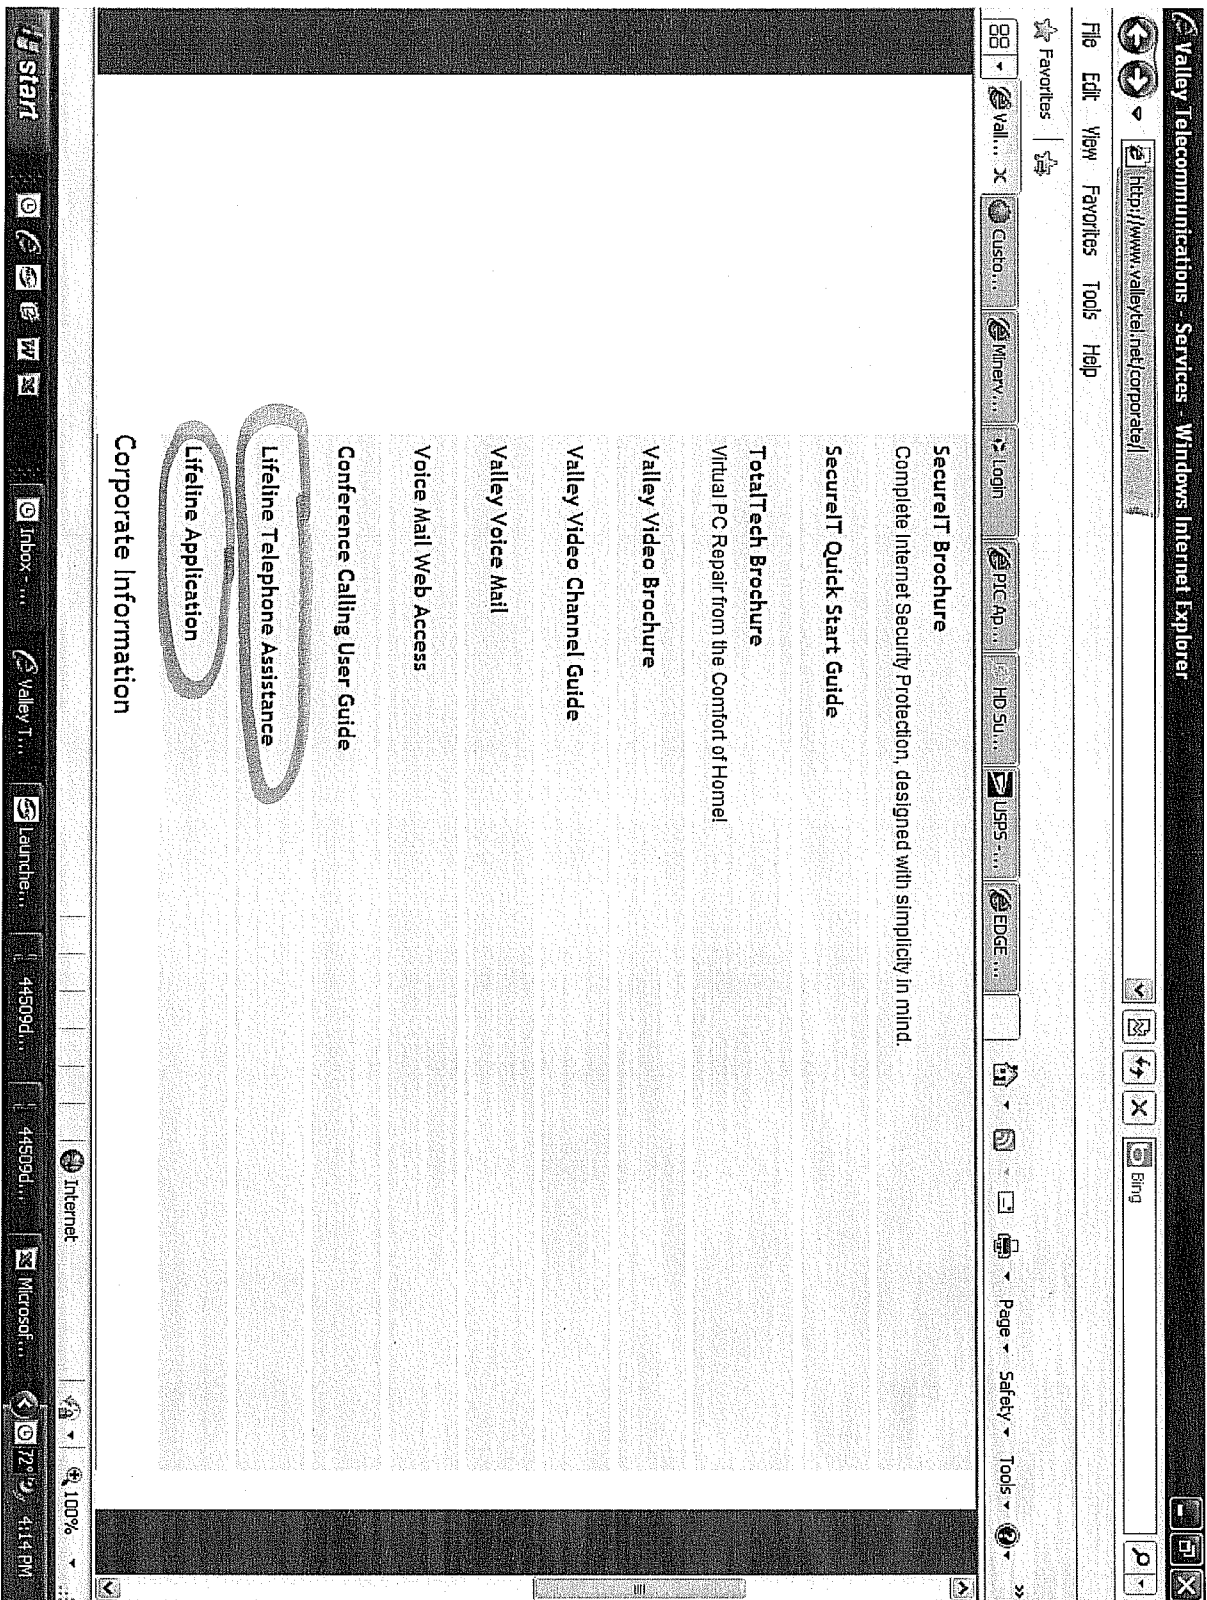 Valley Telecommunications - Services - Windows Internet Explorer
http://www.valleytel.net/corporate/
Bing
File Edit View Favorites Tools Help
Favorites
Vall... Custo... Minerv... Login PIC Ap... HD Su... USPS -... EDGE ...
Page Safety Tools
SecureIT Brochure
Complete Internet Security Protection, designed with simplicity in mind.
SecureIT Quick Start Guide
TotalTech Brochure
Virtual PC Repair from the Comfort of Home!
Valley Video Brochure
Valley Video Channel Guide
Valley Voice Mail
Voice Mail Web Access
Conference Calling User Guide
Lifeline Telephone Assistance
Lifeline Application
Corporate Information
Internet 100%
start Inbox - ... Valley T... Launche... 44509d... 44509d... Microsof... 72° 4:14 PM